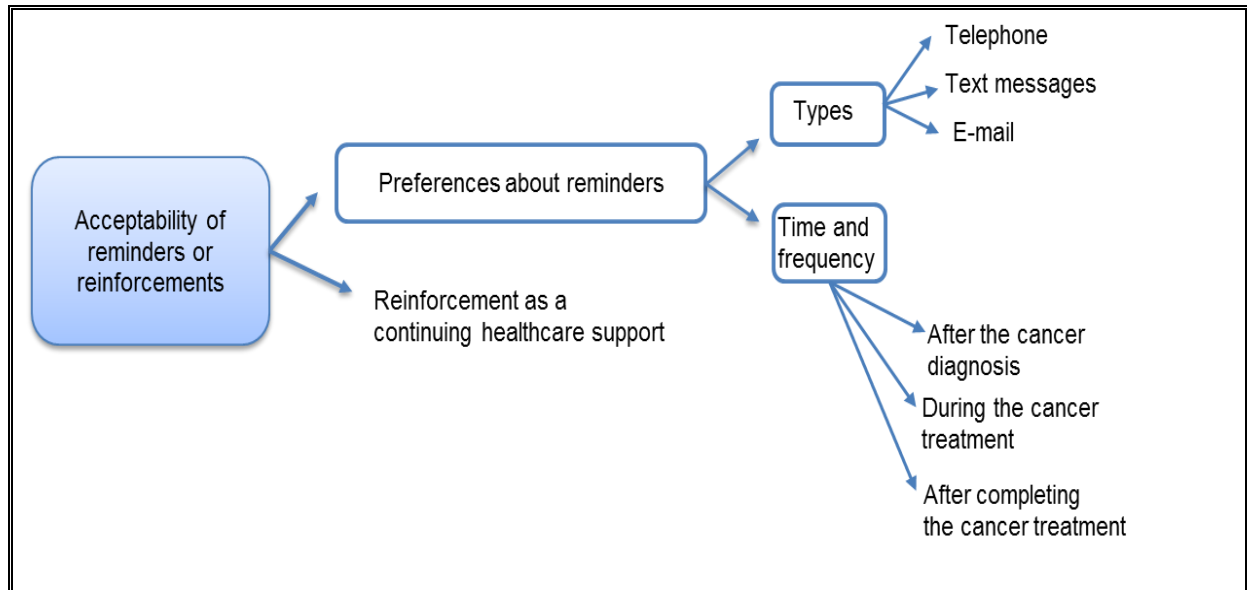 Acceptability of
reminders or
reinforcements
Preferences about reminders
Reinforcement as a
continuing healthcare support
Types
Telephone
Text messages
E-mail
Time and
frequency
After the cancer
diagnosis
During the cancer
treatment
After completing
the cancer treatment